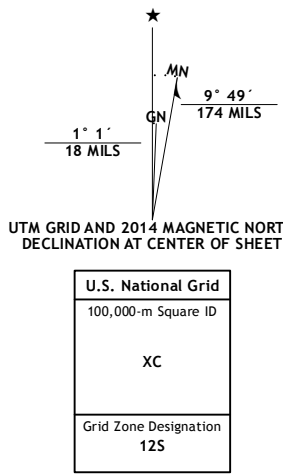 ★
MN
GN
9° 49´
174 MILS
1° 1´
18 MILS
UTM GRID AND 2014 MAGNETIC NORT
DECLINATION AT CENTER OF SHEET
U.S. National Grid
100,000-m Square ID
XC
Grid Zone Designation
12S